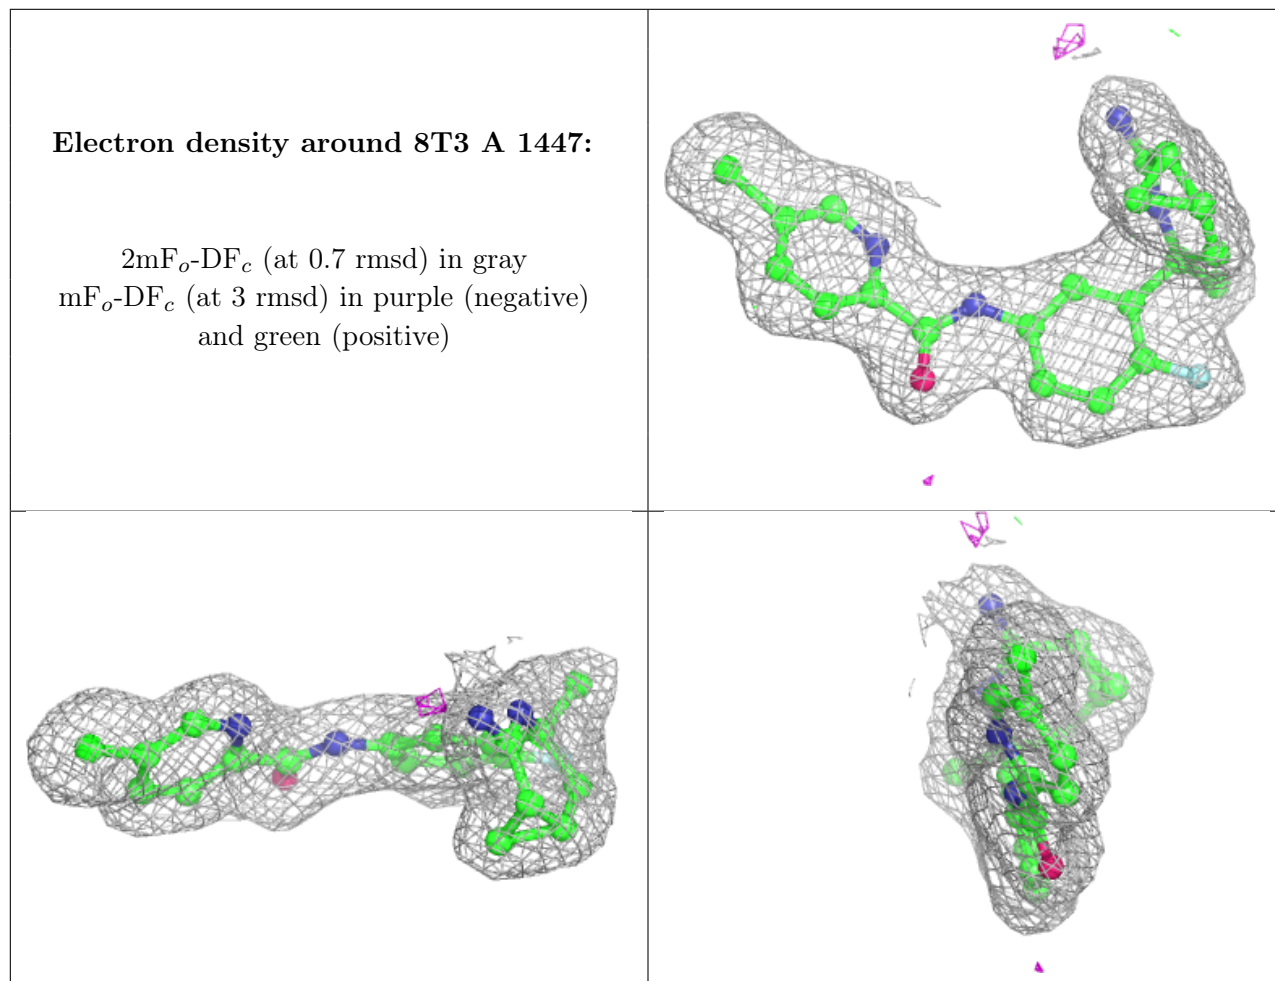 Electron density around 8T3 A 1447:
2mFo-DFc (at 0.7 rmsd) in gray
mFo-DFc (at 3 rmsd) in purple (negative)
and green (positive)